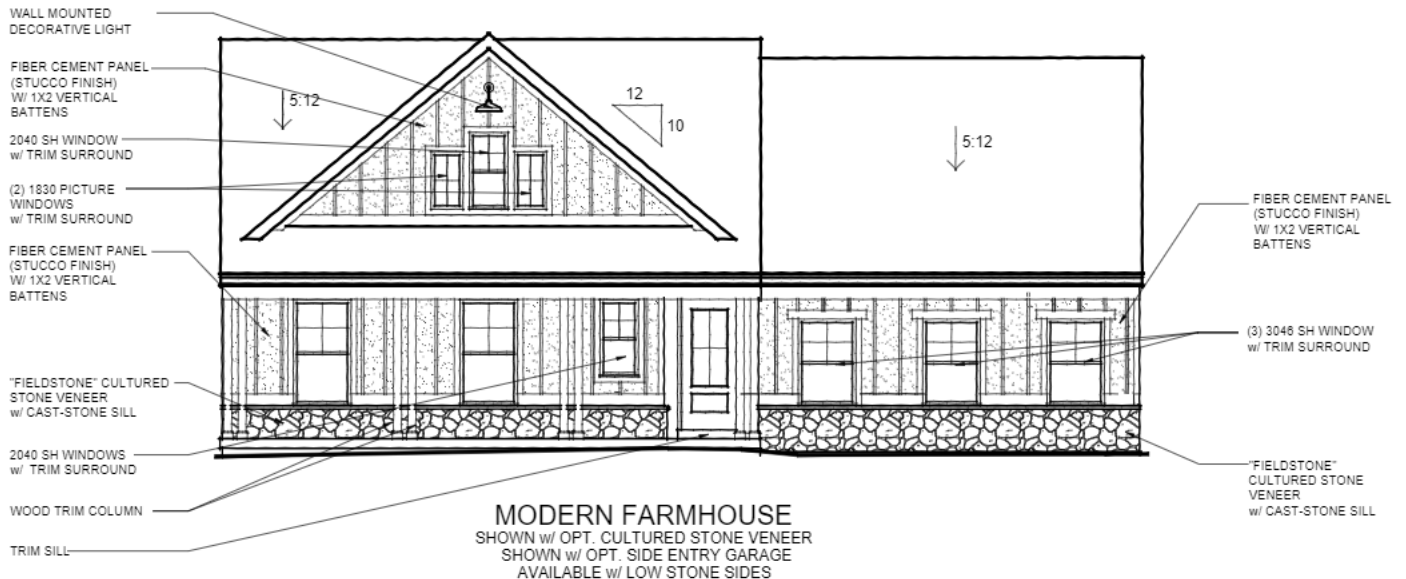 WALL MOUNTED
DECORATIVE LIGHT
FIBER CEMENT PANEL
(STUCCO FINISH)
W/ 1X2 VERTICAL
BATTENS
2040 SH WINDOW
w/ TRIM SURROUND
(2) 1830 PICTURE
WINDOWS
w/ TRIM SURROUND
FIBER CEMENT PANEL
(STUCCO FINISH)
W/ 1X2 VERTICAL
BATTENS
"FIELDSTONE" CULTURED
STONE VENEER
w/ CAST-STONE SILL
2040 SH WINDOWS
w/ TRIM SURROUND
WOOD TRIM COLUMN
TRIM SILL
5:12
12
10
5:12
FIBER CEMENT PANEL
(STUCCO FINISH)
W/ 1X2 VERTICAL
BATTENS
(3) 3046 SH WINDOW
w/ TRIM SURROUND
"FIELDSTONE"
CULTURED STONE
VENEER
w/ CAST-STONE SILL
MODERN FARMHOUSE
SHOWN w/ OPT. CULTURED STONE VENEER
SHOWN w/ OPT. SIDE ENTRY GARAGE
AVAILABLE w/ LOW STONE SIDES